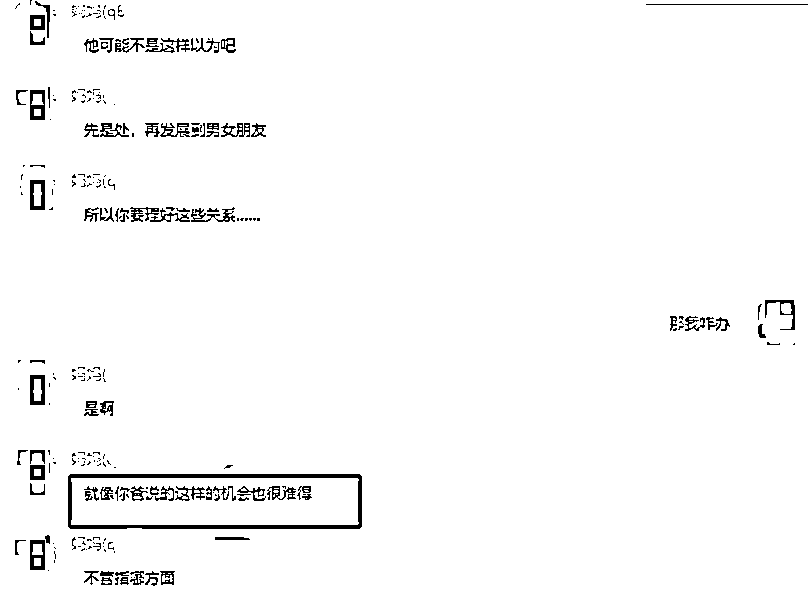 妈妈(q6
他可能不是这样以为吧
妈妈(
先是处，再发展到男女朋友
妈妈(q
所以你要理好这些关系......
那我咋办
妈妈(
是啊
妈妈(
就像你爸说的这样的机会也很难得
妈妈(q
不管指哪方面